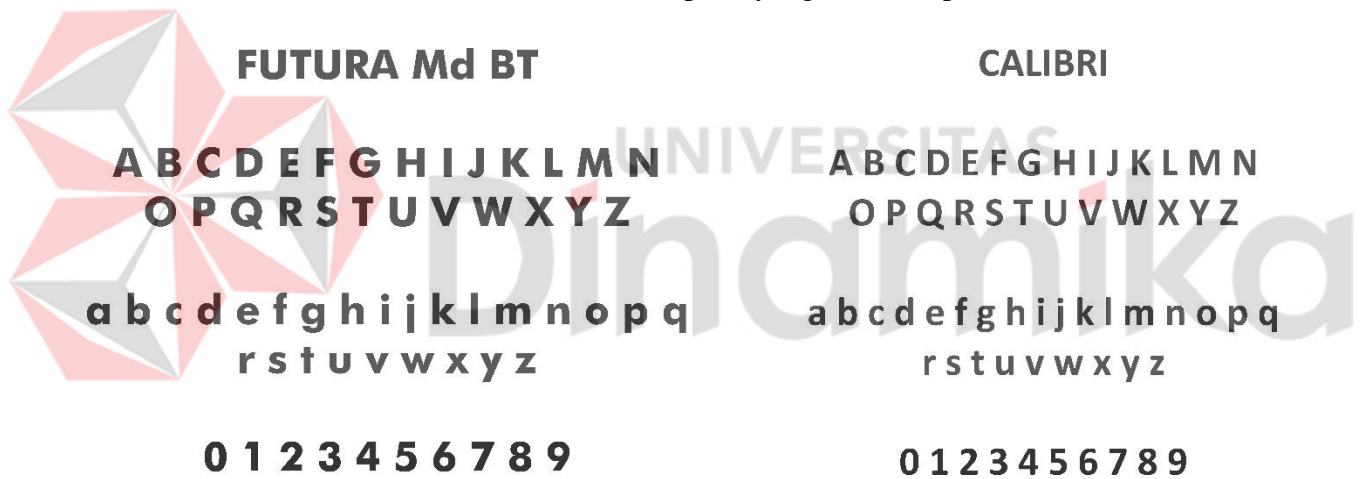 FUTURA Md BT
A B C D E F G H I J K L M N
O P Q R S T U V W X Y Z
a b c d e f g h i j k l m n o p q
r s t u v w x y z
0 1 2 3 4 5 6 7 8 9
CALIBRI
A B C D E F G H I J K L M N
O P Q R S T U V W X Y Z
a b c d e f g h i j k l m n o p q
r s t u v w x y z
0 1 2 3 4 5 6 7 8 9
UNIVERSITAS
Dinamika